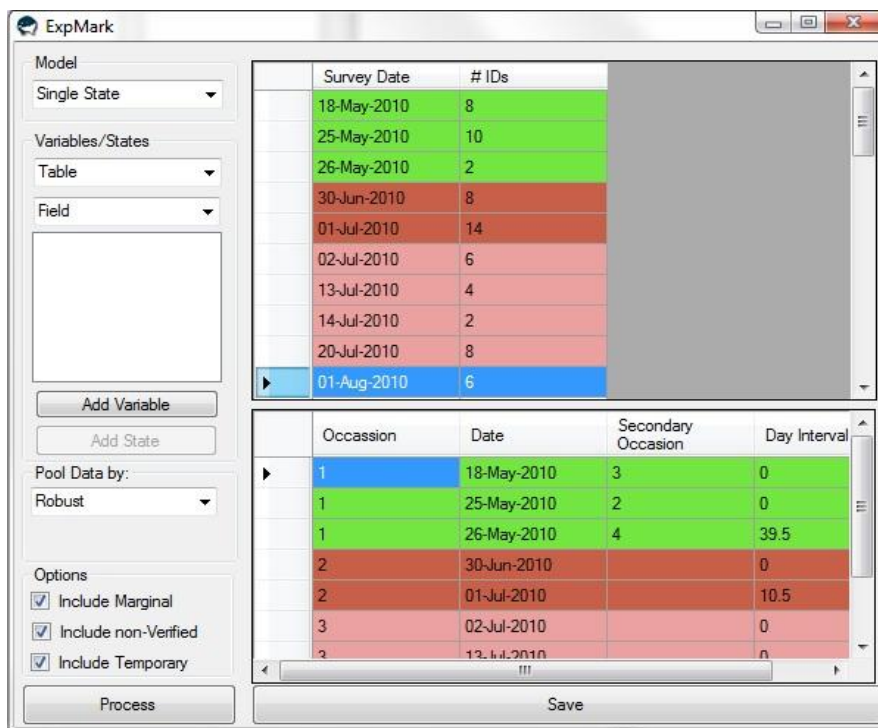 ExpMark
Model
Single State
Variables/States
Table
Field
Add Variable
Add State
Pool Data by:
Robust
Options
Include Marginal
Include non-Verified
Include Temporary
Process
Survey Date # IDs
18-May-2010 8
25-May-2010 10
26-May-2010 2
30-Jun-2010 8
01-Jul-2010 14
02-Jul-2010 6
13-Jul-2010 4
14-Jul-2010 2
20-Jul-2010 8
01-Aug-2010 6
Occassion Date Secondary Occasion Day Interval
1 18-May-2010 3 0
1 25-May-2010 2 0
1 26-May-2010 4 39.5
2 30-Jun-2010 0
2 01-Jul-2010 10.5
3 02-Jul-2010 0
3 13-Jul-2010 0
Save